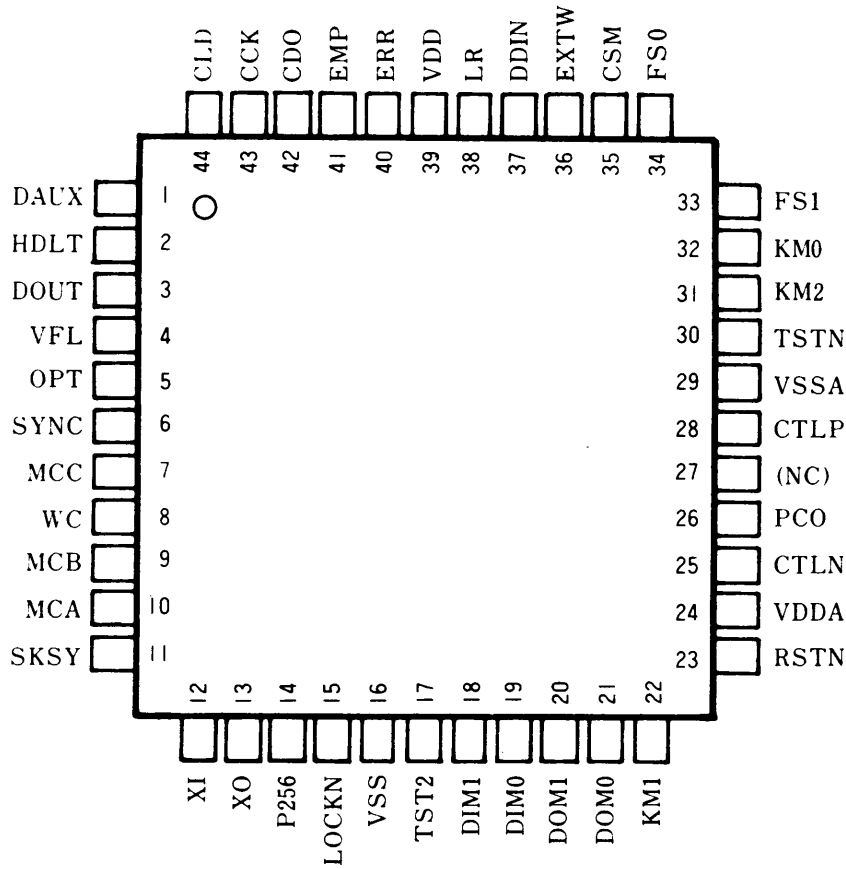 CLD CCK CDO EMP ERR VDD LR DDIN EXTW CSM FS0
44 43 42 41 40 39 38 37 36 35 34
DAUX 1 33 FS1
HDLT 2 32 KM0
DOUT 3 31 KM2
VFL 4 30 TSTN
OPT 5 29 VSSA
SYNC 6 28 CTLP
MCC 7 27 (NC)
WC 8 26 PCO
MCB 9 25 CTLN
MCA 10 24 VDDA
SKSY 11 23 RSTN
12 13 14 15 16 17 18 19 20 21 22
XI XO P256 LOCKN VSS TST2 DIM1 DIM0 DOM1 DOM0 KM1